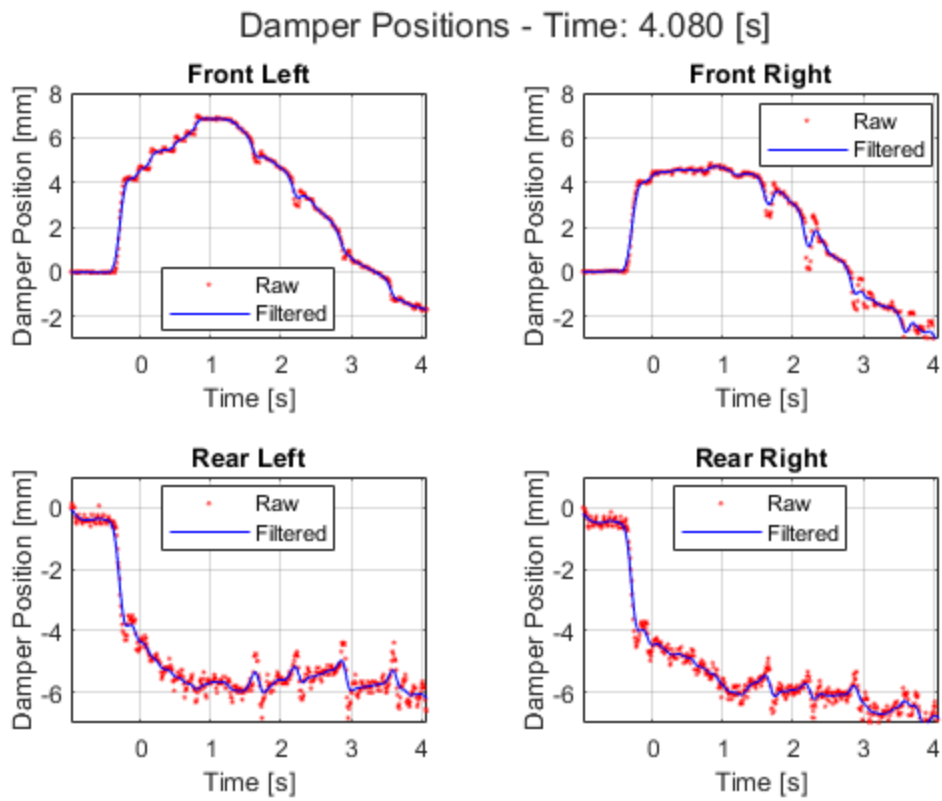 Damper Positions - Time: 4.080 [s]
Front Left
Damper Position [mm]
8
6
4
2
0
-2
Raw
Filtered
0 1 2 3 4
Time [s]
Front Right
Damper Position [mm]
8
6
4
2
0
-2
Raw
Filtered
0 1 2 3 4
Time [s]
Rear Left
Damper Position [mm]
0
-2
-4
-6
Raw
Filtered
0 1 2 3 4
Time [s]
Rear Right
Damper Position [mm]
0
-2
-4
-6
Raw
Filtered
0 1 2 3 4
Time [s]